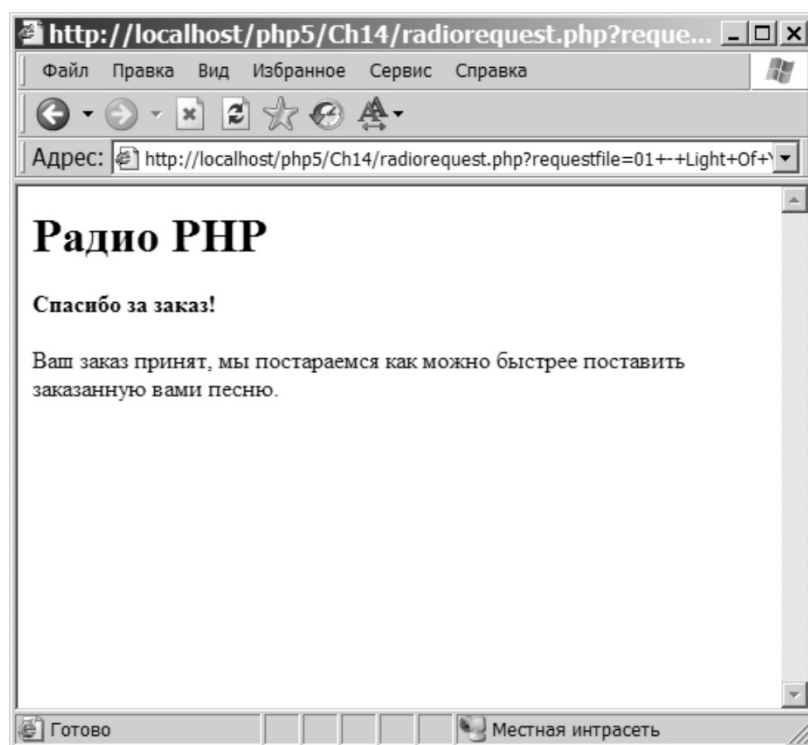 http://localhost/php5/Ch14/radiorequest.php?reque...
Файл Правка Вид Избранное Сервис Справка
Адрес: http://localhost/php5/Ch14/radiorequest.php?requestfile=01+-+Light+Of+
Радио PHP
Спасибо за заказ!
Ваш заказ принят, мы постараемся как можно быстрее поставить
заказанную вами песню.
Готово Местная интрасеть